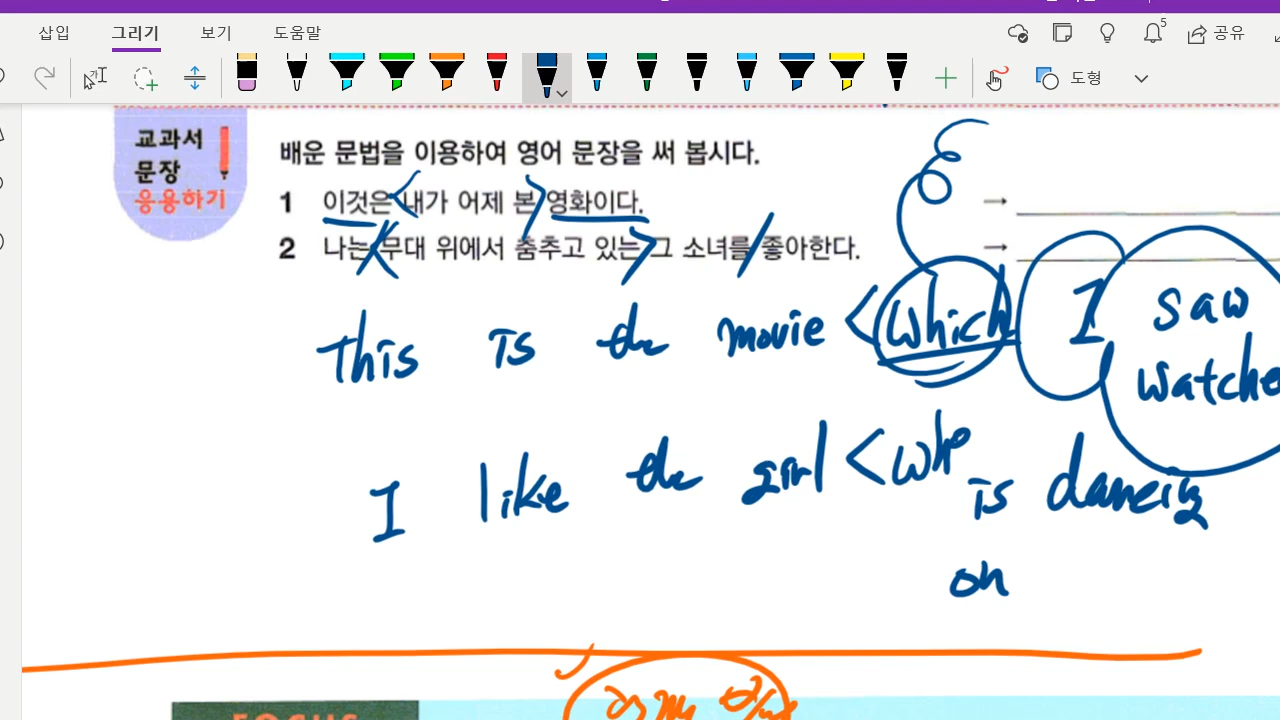 삽입 그리기 보기 도움말 5 공유
가 도형
교과서
문장
응용하기
배운 문법을 이용하여 영어 문장을 써 봅시다.
1 이것은 내가 어제 본 영화이다. →
2 나는 무대 위에서 춤추고 있는 그 소녀를 좋아한다. →
This is the movie < which I saw
watche
I like the girl < who is dancing
on
FOCUS